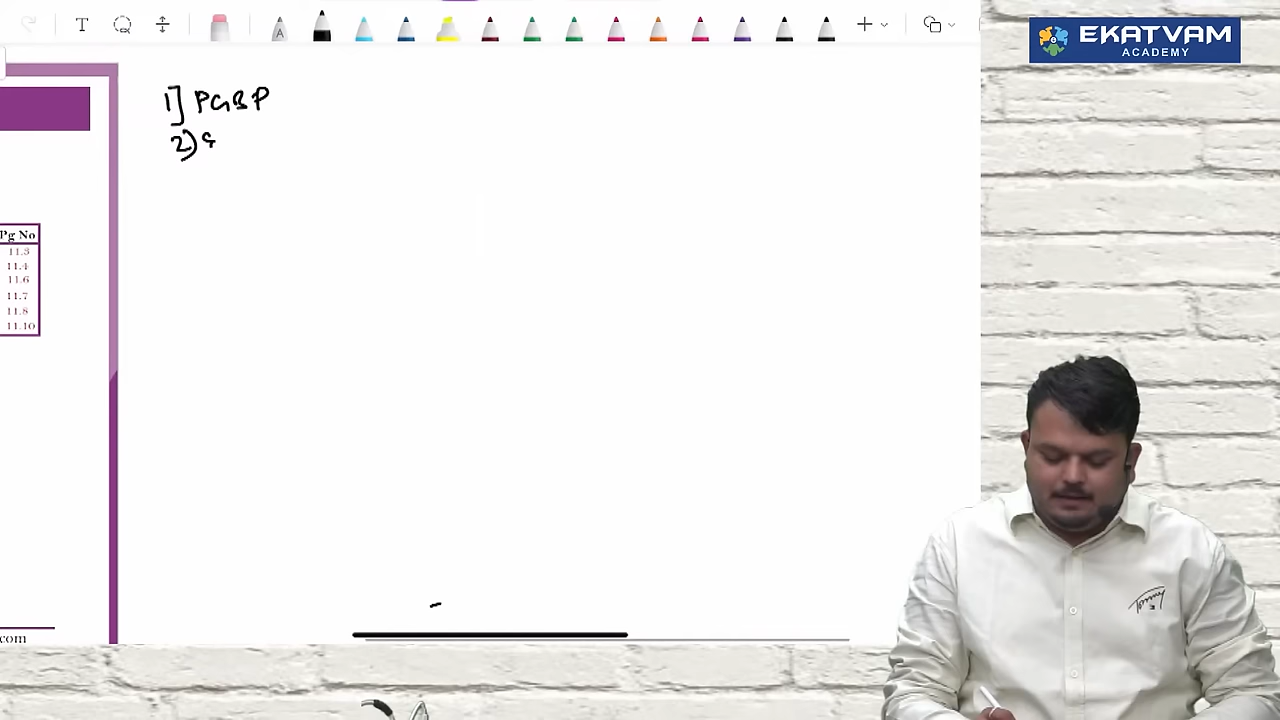 T
A
EKATVAM
ACADEMY
1] PGBP
2)
Pg No
11.3
11.4
11.6
11.7
11.8
11.10
com